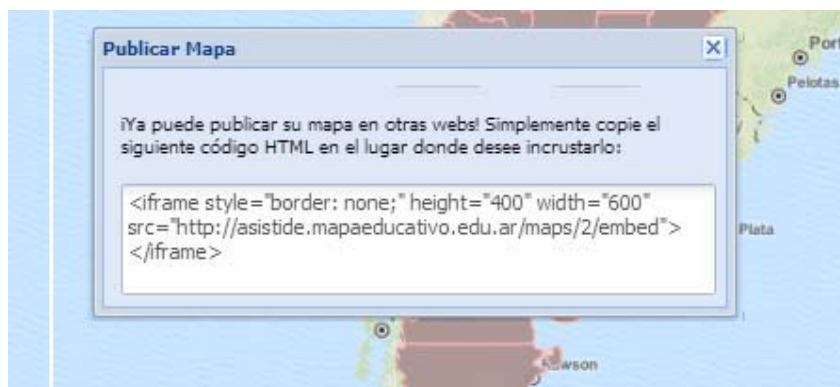 Publicar Mapa
Pelotas
¡Ya puede publicar su mapa en otras webs! Simplemente copie el
siguiente código HTML en el lugar donde desee incrustarlo:
<iframe style="border: none;" height="400" width="600"
src="http://asistide.mapaeducativo.edu.ar/maps/2/embed">
</iframe>
Plata